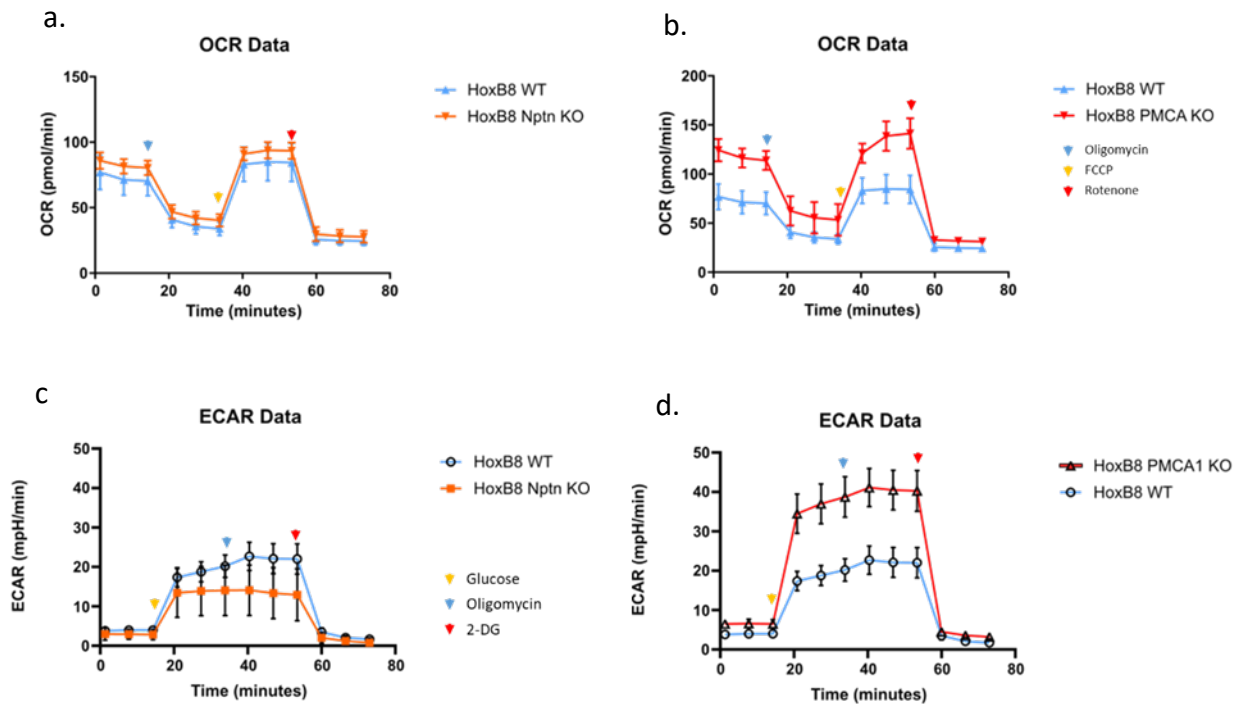 a.
OCR Data
OCR (pmol/min)
150
100
50
0
0 20 40 60 80
Time (minutes)
HoxB8 WT
HoxB8 Nptn KO
b.
OCR Data
OCR (pmol/min)
200
150
100
50
0
0 20 40 60 80
Time (minutes)
HoxB8 WT
HoxB8 PMCA KO
Oligomycin
FCCP
Rotenone
c
ECAR Data
ECAR (mpH/min)
50
40
30
20
10
0
0 20 40 60 80
Time (minutes)
HoxB8 WT
HoxB8 Nptn KO
Glucose
Oligomycin
2-DG
d.
ECAR Data
ECAR (mpH/min)
50
40
30
20
10
0
0 20 40 60 80
Time (minutes)
HoxB8 PMCA1 KO
HoxB8 WT